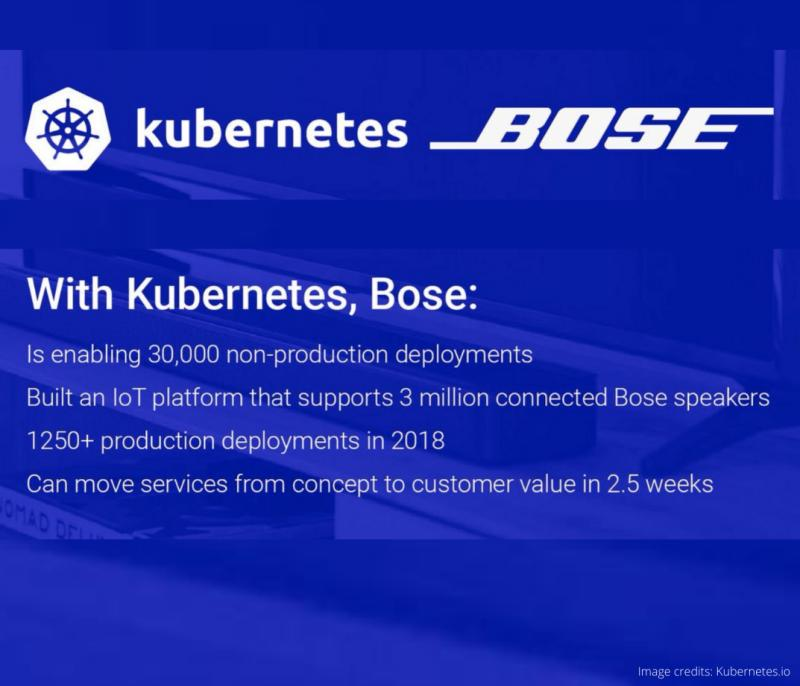 kubernetes BOSE
With Kubernetes, Bose:
Is enabling 30,000 non-production deployments
Built an IoT platform that supports 3 million connected Bose speakers
1250+ production deployments in 2018
Can move services from concept to customer value in 2.5 weeks
Image credits: Kubernetes.io